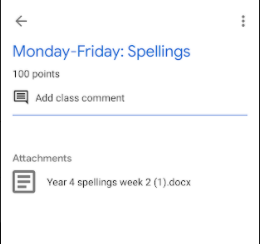 Monday-Friday: Spellings
100 points
Add class comment
Attachments
Year 4 spellings week 2 (1).docx